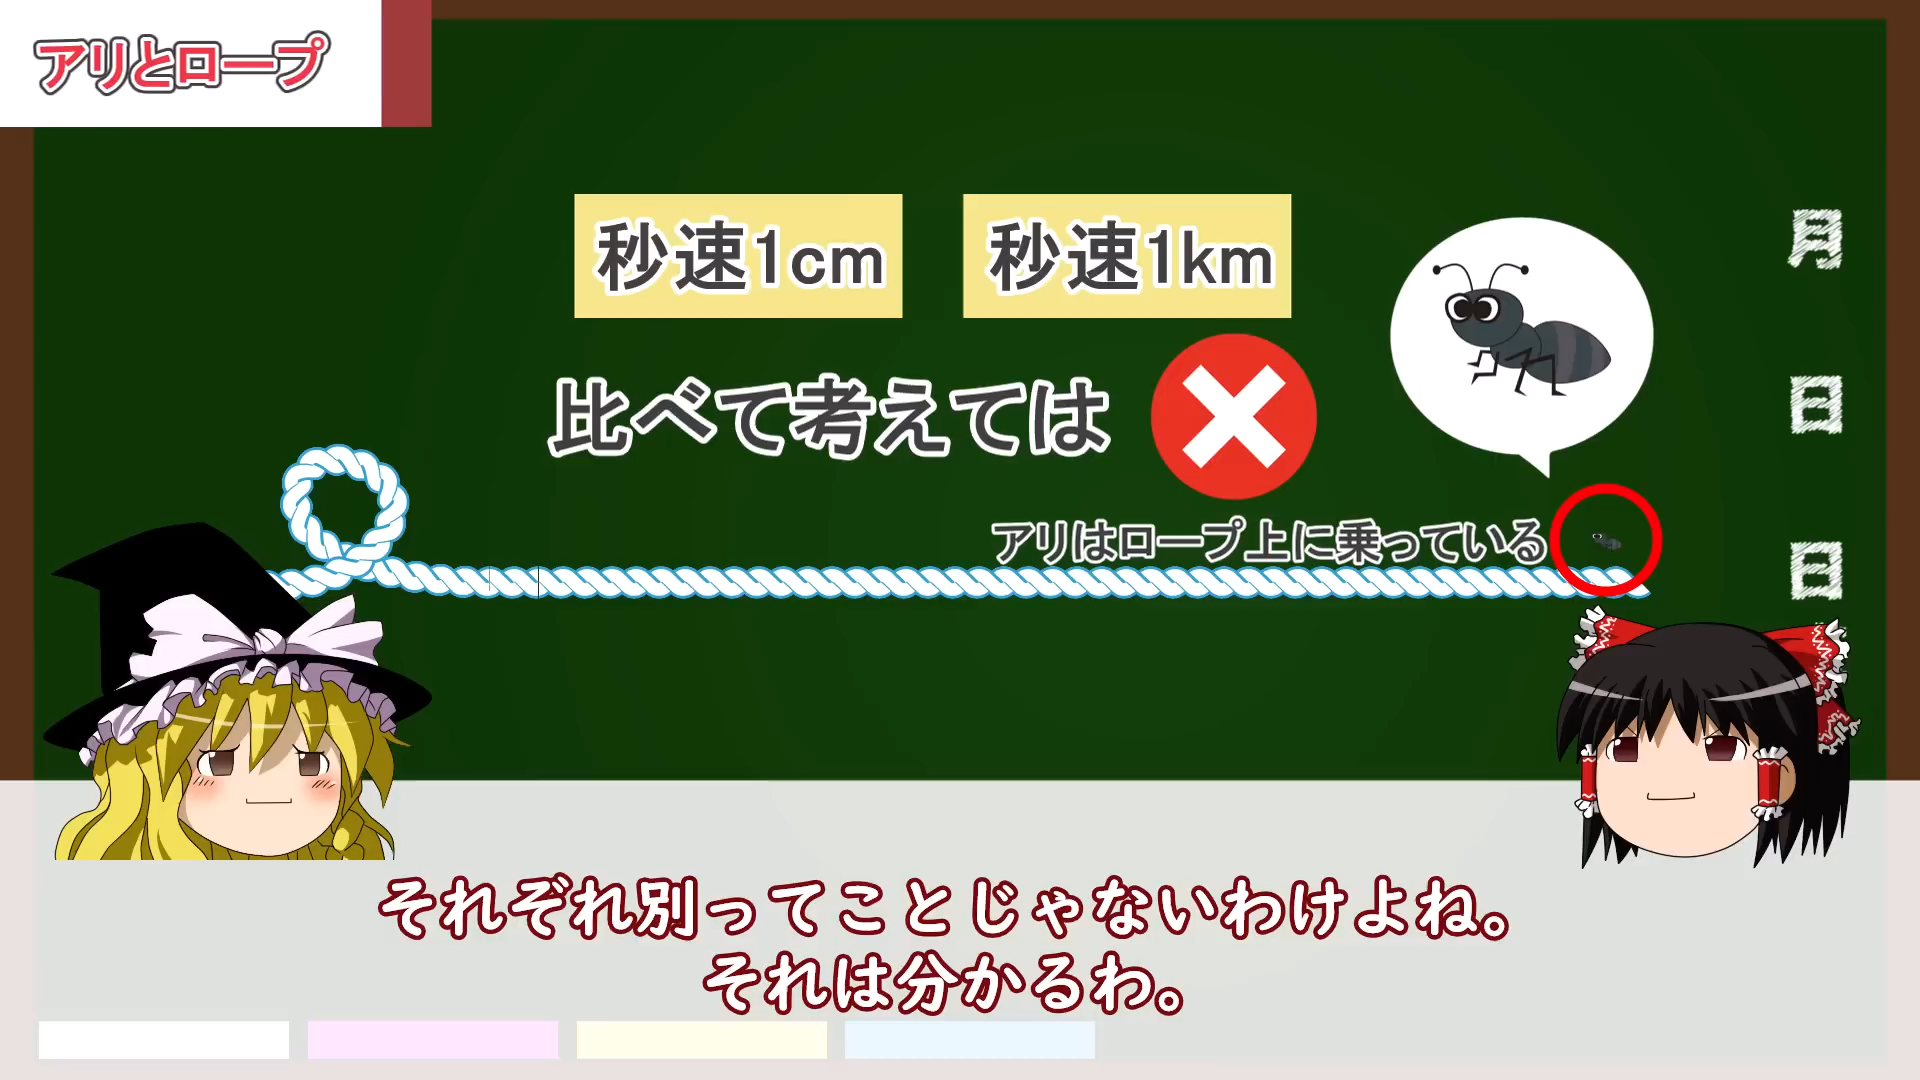 アリとロープ
秒速1cm
秒速1km
比べて考えては
アリはロープ上に乗っている
月
日
日
それぞれ別ってことじゃないわけよね。
それは分かるわ。